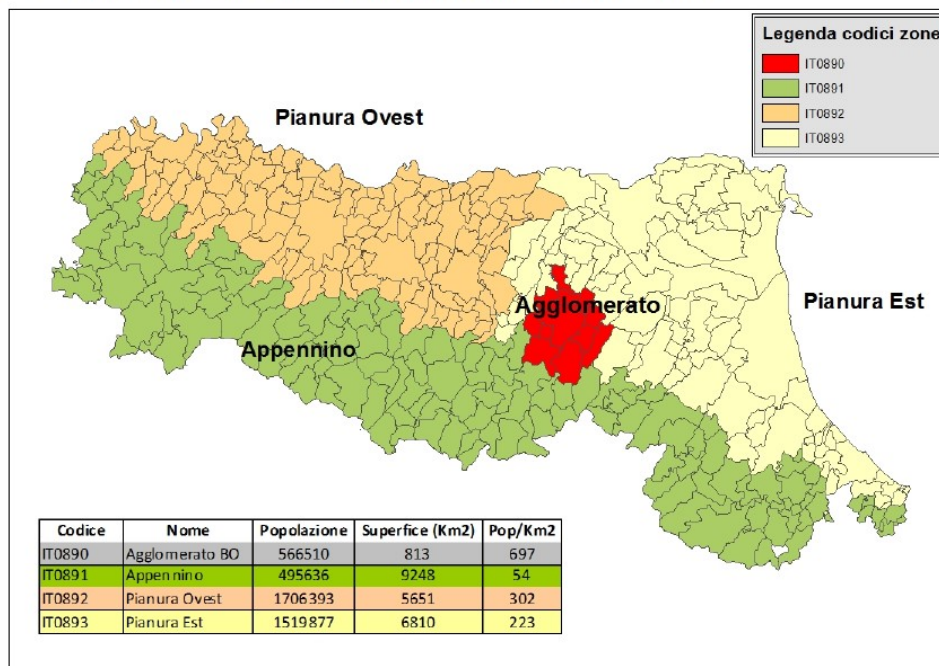 Legenda codici zone
IT0890
IT0891
IT0892
IT0893
Pianura Ovest
Agglomerato
Pianura Est
Appennino
Codice Nome Popolazione Superfice (Km2) Pop/Km2
IT0890 Agglomerato BO 566510 813 697
IT0891 Appennino 495636 9248 54
IT0892 Pianura Ovest 1706393 5651 302
IT0893 Pianura Est 1519877 6810 223